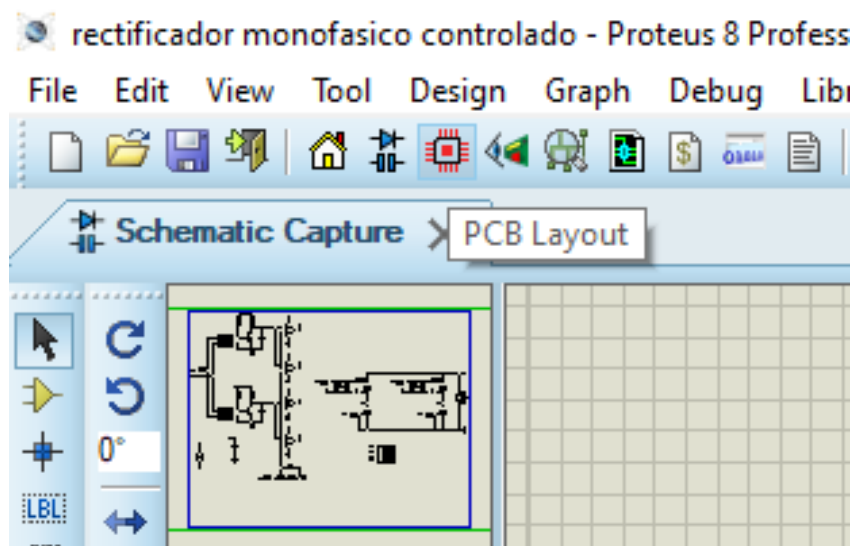 rectificador monofasico controlado - Proteus 8 Profess
File Edit View Tool Design Graph Debug Libr
$
Schematic Capture PCB Layout
0°
LBL